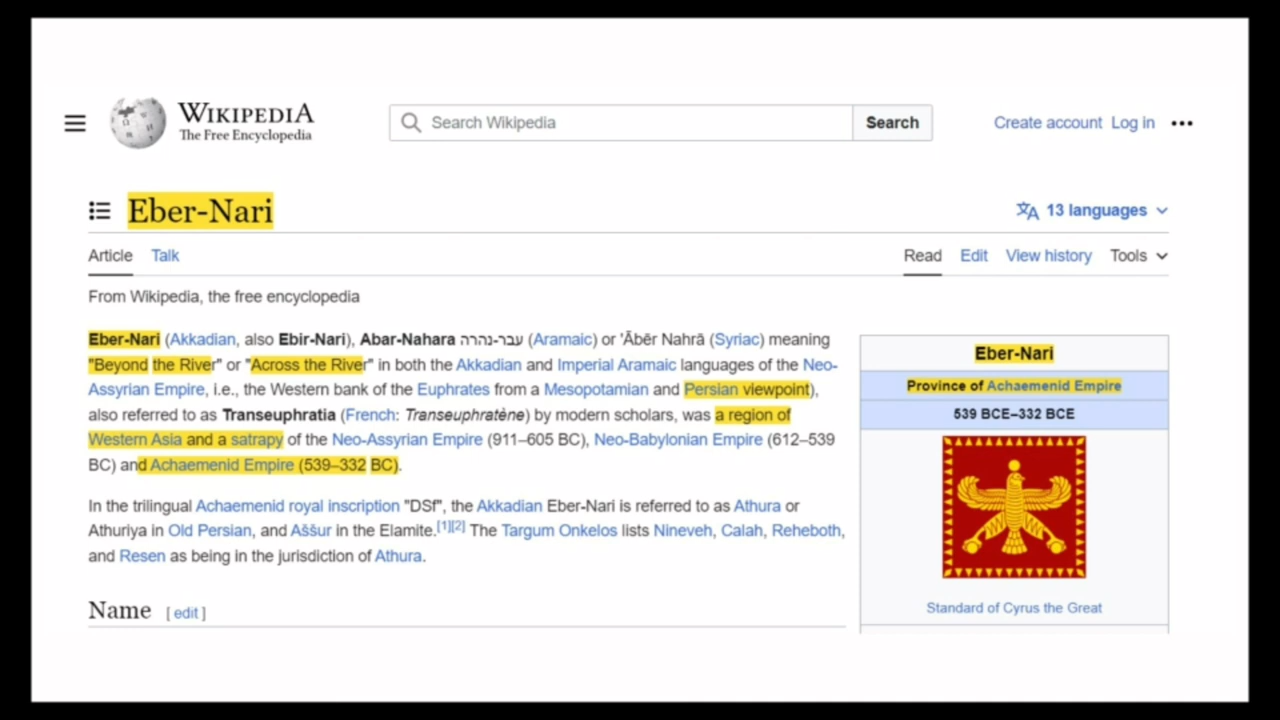 WIKIPEDIA
The Free Encyclopedia
Search Wikipedia
Search
Create account Log in
Eber-Nari
13 languages
Article Talk
Read Edit View history Tools
From Wikipedia, the free encyclopedia
Eber-Nari (Akkadian, also Ebir-Nari), Abar-Nahara עבר-נהרה (Aramaic) or 'Ābēr Nahrā (Syriac) meaning
"Beyond the River" or "Across the River" in both the Akkadian and Imperial Aramaic languages of the Neo-
Assyrian Empire, i.e., the Western bank of the Euphrates from a Mesopotamian and Persian viewpoint),
also referred to as Transeuphratia (French: Transeuphratène) by modern scholars, was a region of
Western Asia and a satrapy of the Neo-Assyrian Empire (911–605 BC), Neo-Babylonian Empire (612–539
BC) and Achaemenid Empire (539–332 BC).
In the trilingual Achaemenid royal inscription "DSf", the Akkadian Eber-Nari is referred to as Athura or
Athuriya in Old Persian, and Aššur in the Elamite.[1][2] The Targum Onkelos lists Nineveh, Calah, Reheboth,
and Resen as being in the jurisdiction of Athura.
Name [ edit ]
Eber-Nari
Province of Achaemenid Empire
539 BCE–332 BCE
Standard of Cyrus the Great